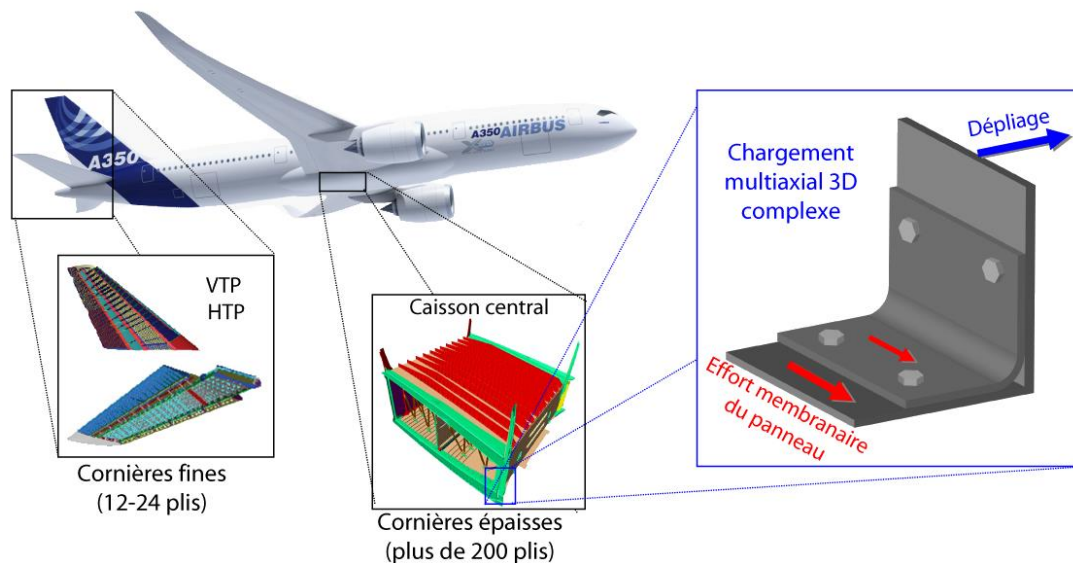 A350
A350 AIRBUS
VTP
HTP
Cornières fines
(12-24 plis)
Caisson central
Cornières épaisses
(plus de 200 plis)
Chargement
multiaxial 3D
complexe
Dépliage
Effort membranaire
du panneau